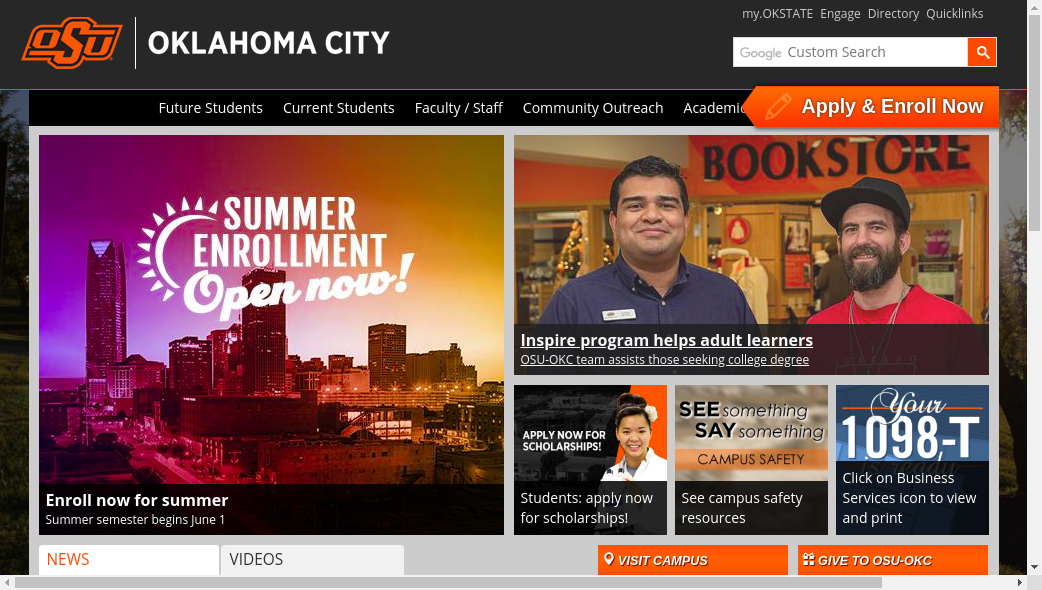 my.OKSTATE Engage Directory Quicklinks
OSU
OKLAHOMA CITY
Google Custom Search
Future Students Current Students Faculty / Staff Community Outreach
Apply & Enroll Now
SUMMER
ENROLLMENT
Open now!
Enroll now for summer
Summer semester begins June 1
BOOKSTORE
Inspire program helps adult learners
OSU-OKC team assists those seeking college degree
APPLY NOW FOR
SCHOLARSHIPS!
Students: apply now
for scholarships!
SEE something
SAY something
CAMPUS SAFETY
See campus safety
resources
Your
1098-T
Click on Business
Services icon to view
and print
NEWS
VIDEOS
VISIT CAMPUS
GIVE TO OSU-OKC